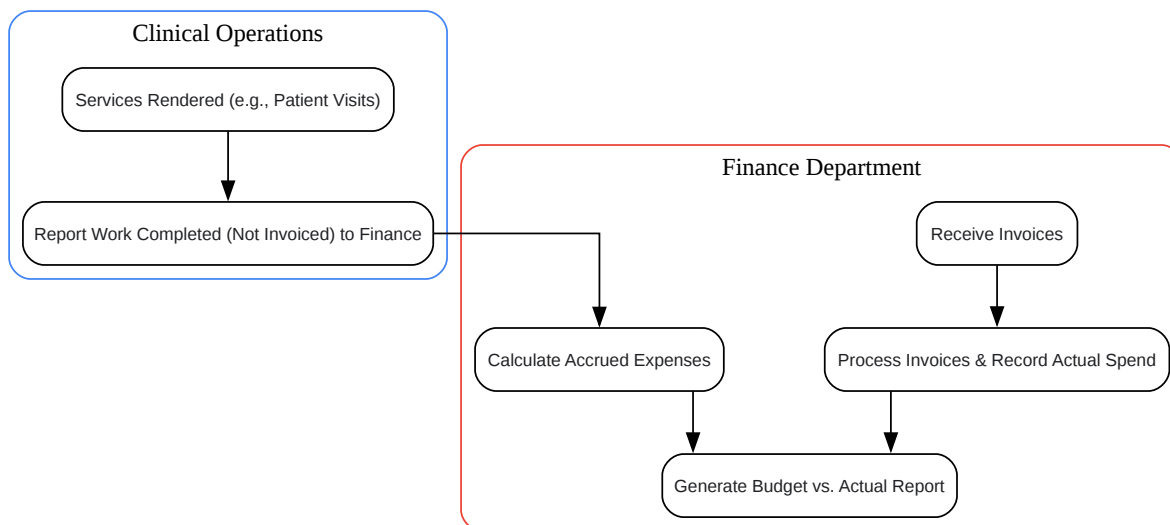 Clinical Operations
Services Rendered (e.g., Patient Visits)
Report Work Completed (Not Invoiced) to Finance
Finance Department
Receive Invoices
Calculate Accrued Expenses
Process Invoices & Record Actual Spend
Generate Budget vs. Actual Report